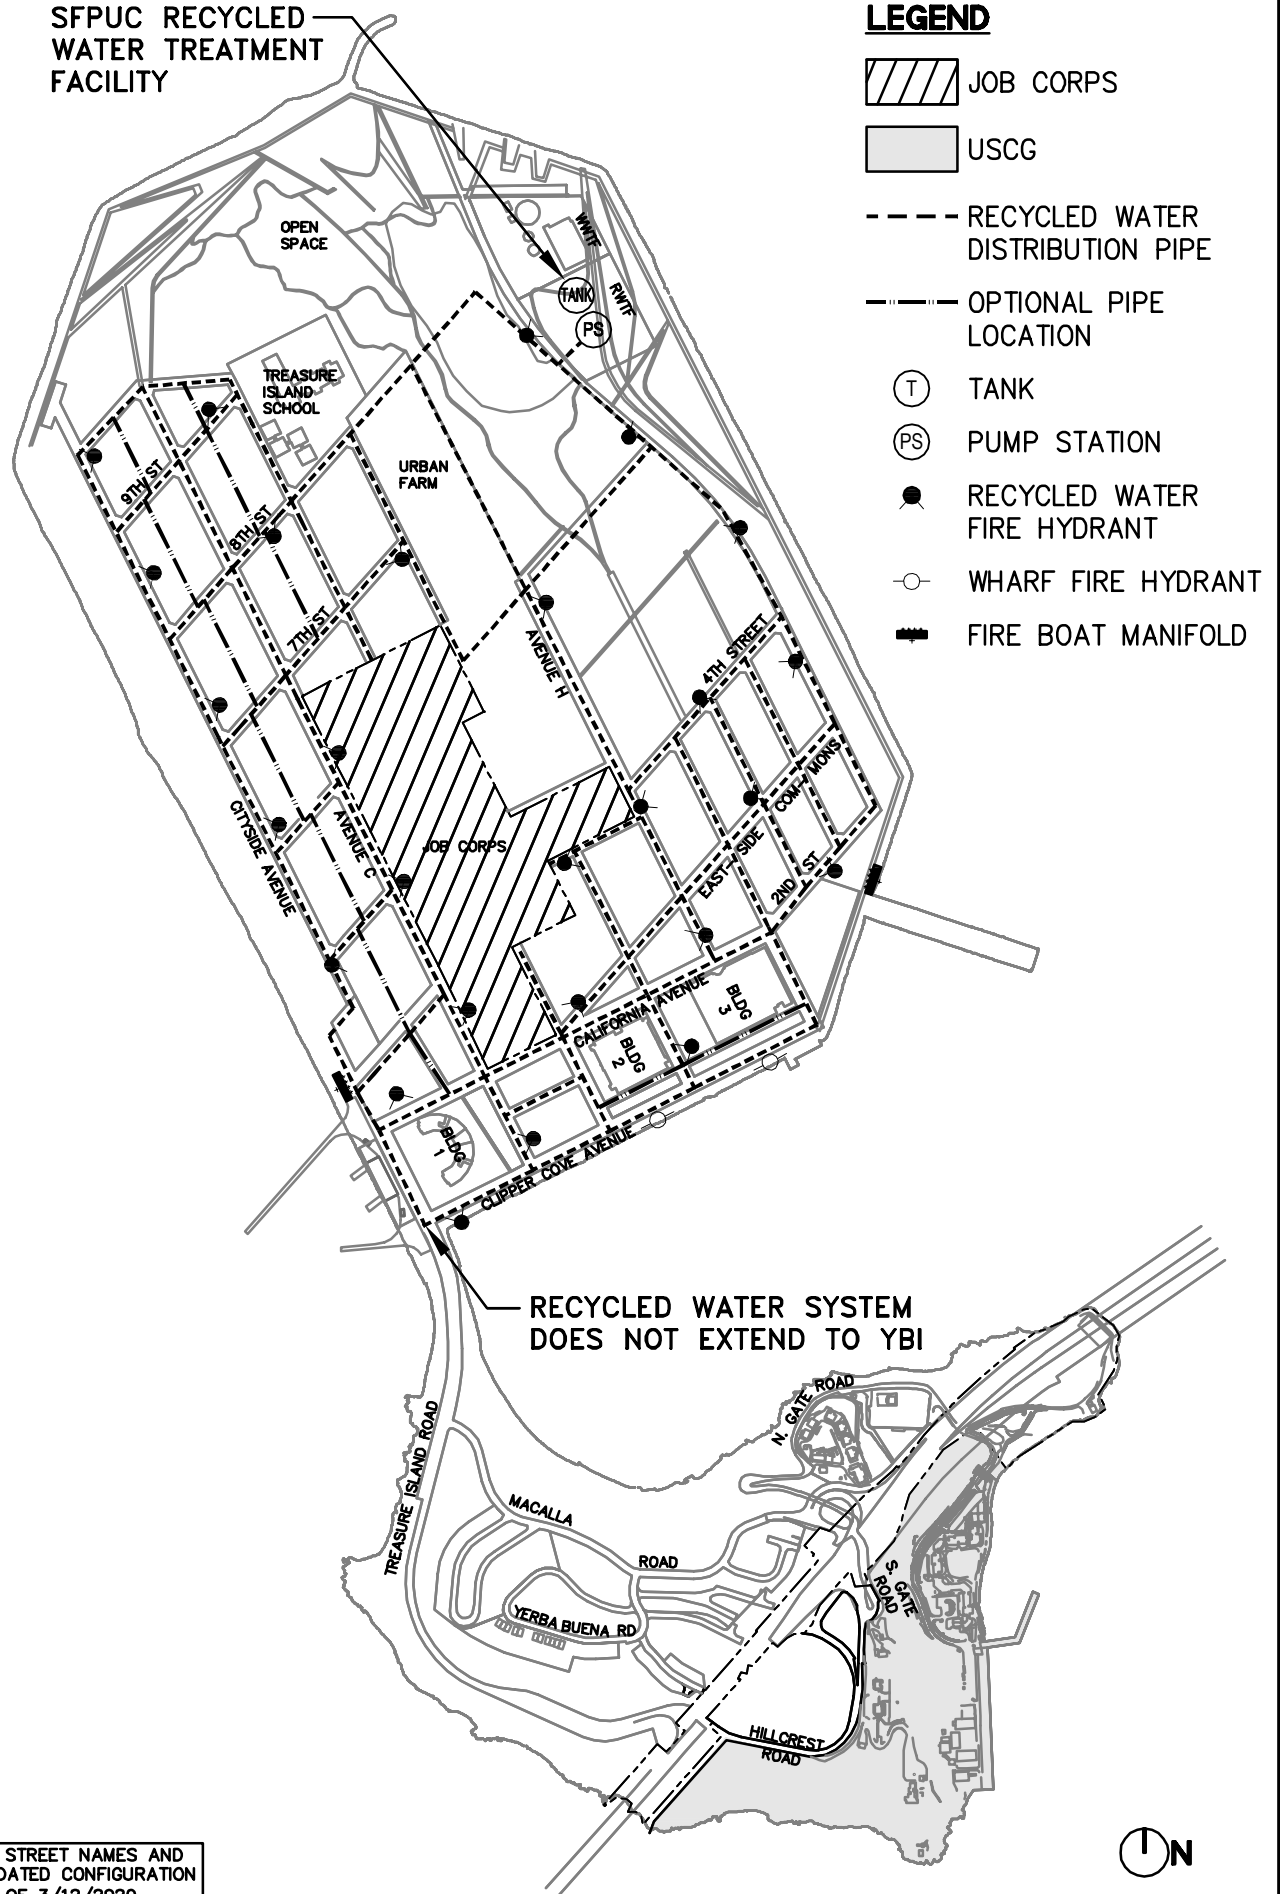 SFPUC RECYCLED
WATER TREATMENT
FACILITY
LEGEND
JOB CORPS
USCG
RECYCLED WATER
DISTRIBUTION PIPE
OPTIONAL PIPE
LOCATION
T
TANK
PS
PUMP STATION
RECYCLED WATER
FIRE HYDRANT
WHARF FIRE HYDRANT
FIRE BOAT MANIFOLD
OPEN
SPACE
WWTF
TANK
RWTF
PS
TREASURE
ISLAND
SCHOOL
URBAN
FARM
9TH ST
8TH ST
7TH ST
AVENUE H
4TH STREET
CITYSIDE AVENUE
AVENUE C
JOB CORPS
EAST SIDE COMMONS
2ND ST
CALIFORNIA AVENUE
BLDG
3
BLDG
2
BLDG
1
CLIPPER COVE AVENUE
RECYCLED WATER SYSTEM
DOES NOT EXTEND TO YBI
N. GATE ROAD
TREASURE ISLAND ROAD
MACALLA
ROAD
S. GATE
ROAD
YERBA BUENA RD
HILLCREST
ROAD
STREET NAMES AND
DATED CONFIGURATION
N